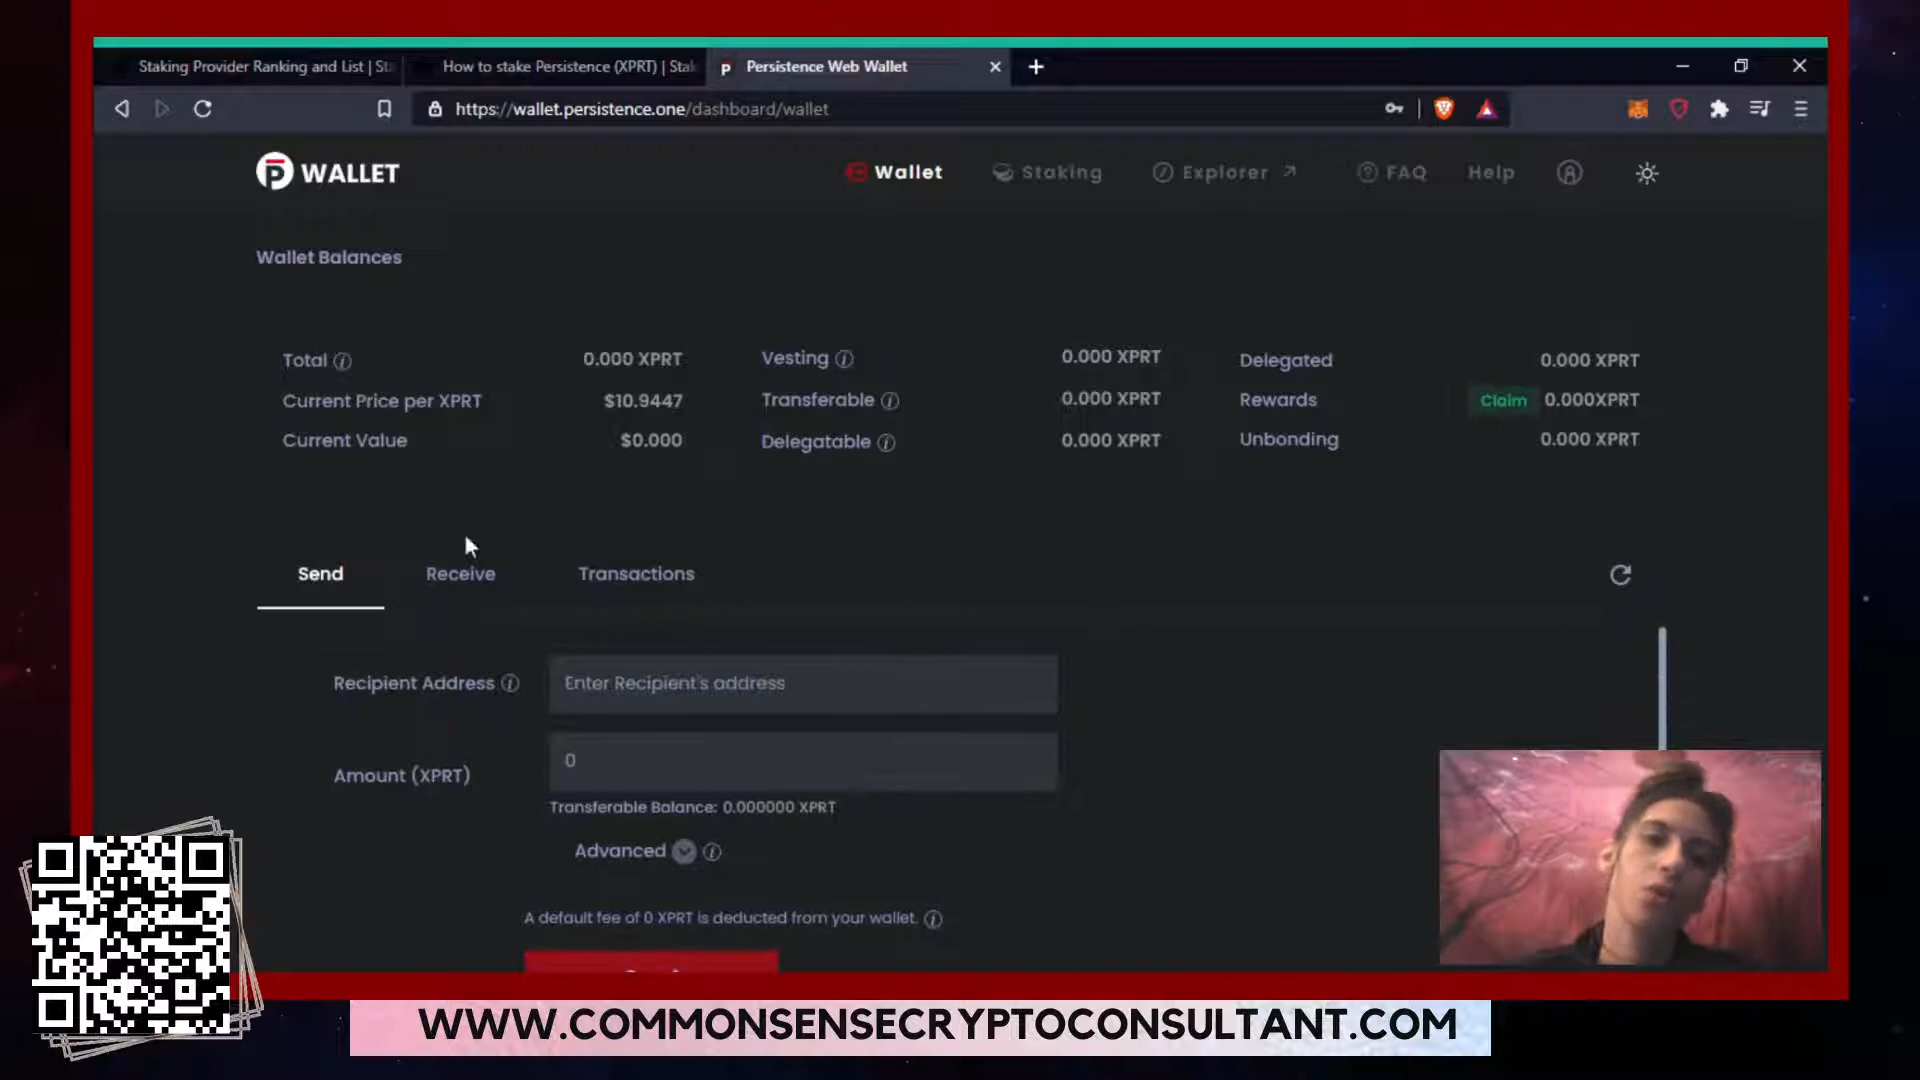 Staking Provider Ranking and List | Sta
How to stake Persistence (XPRT) | Stak
Persistence Web Wallet
https://wallet.persistence.one/dashboard/wallet
WALLET
Wallet
Staking
Explorer
FAQ
Help
Wallet Balances
Total 0.000 XPRT
Vesting 0.000 XPRT
Delegated 0.000 XPRT
Current Price per XPRT $10.9447
Transferable 0.000 XPRT
Rewards Claim 0.000XPRT
Current Value $0.000
Delegatable 0.000 XPRT
Unbonding 0.000 XPRT
Send
Receive
Transactions
Recipient Address Enter Recipient's address
Amount (XPRT) 0
Transferable Balance: 0.000000 XPRT
Advanced
A default fee of 0 XPRT is deducted from your wallet.
WWW.COMMONSENSECRYPTOCONSULTANT.COM